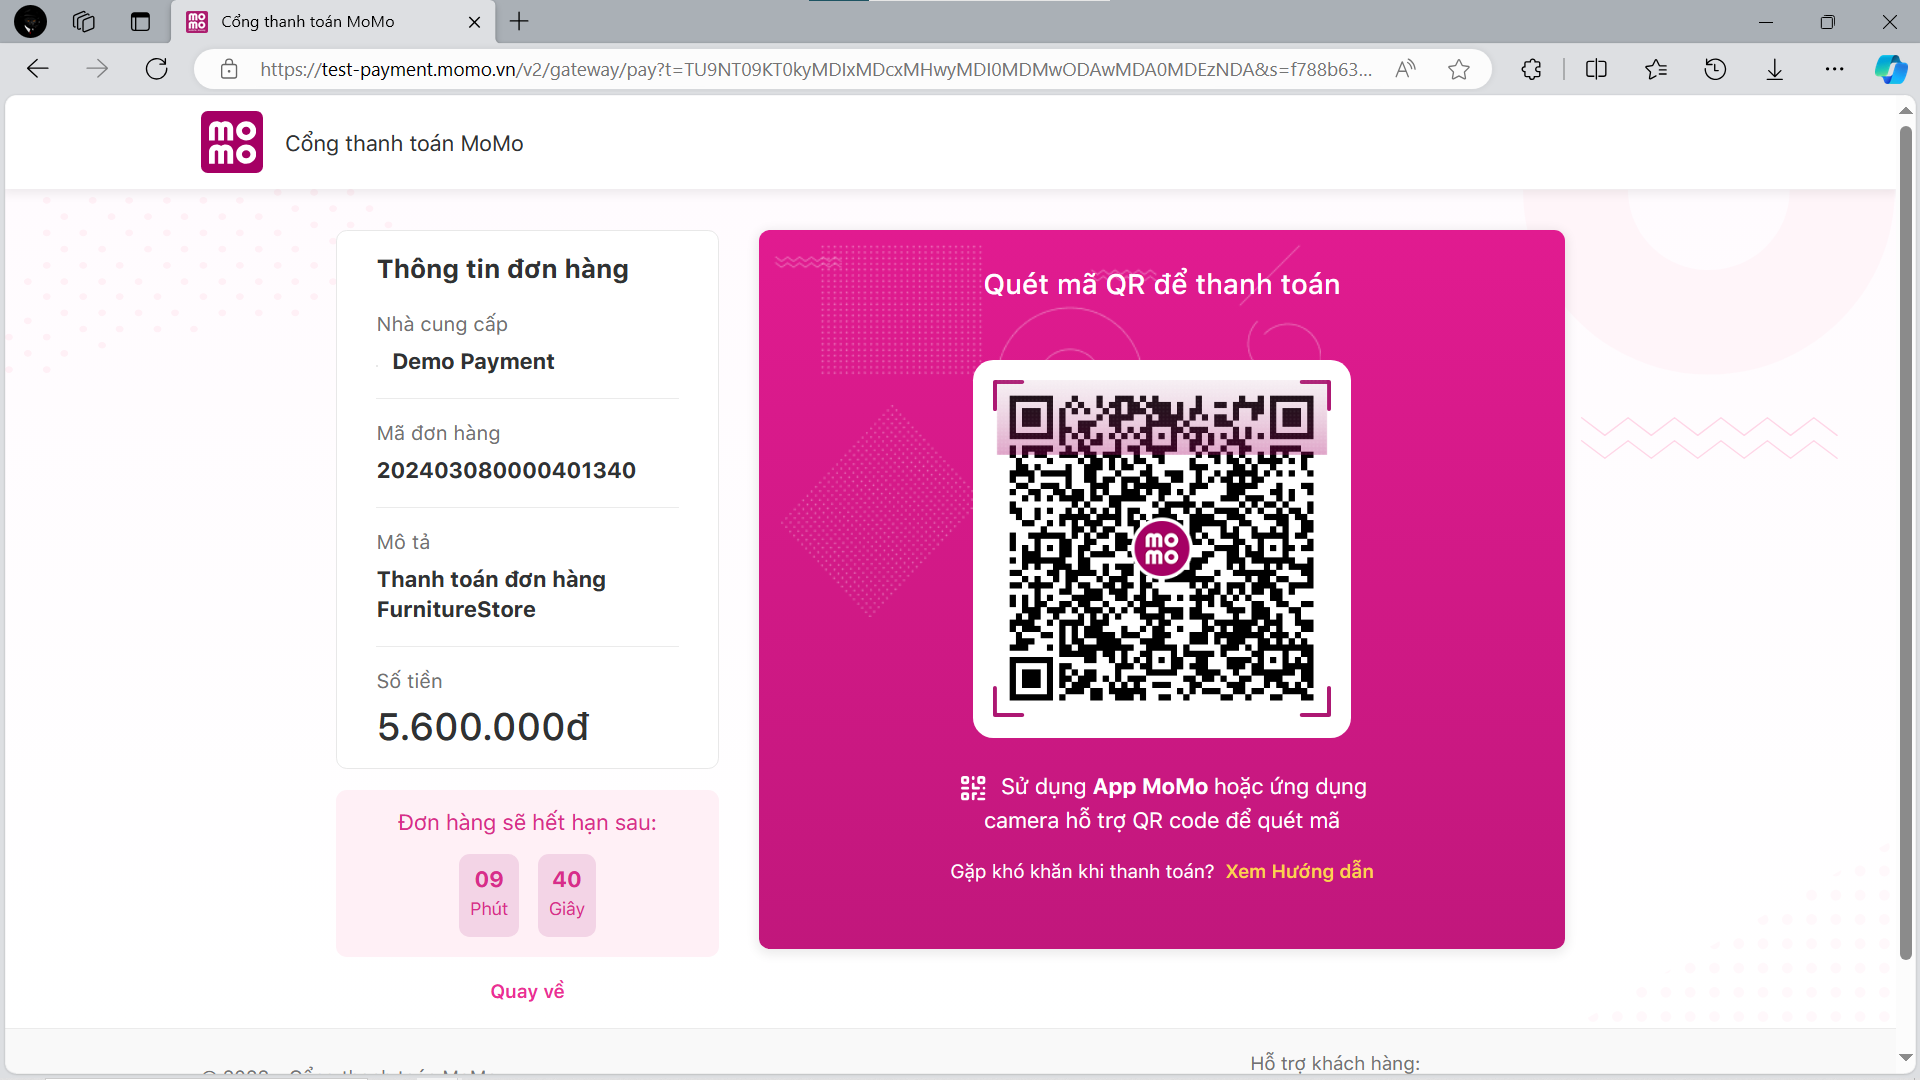 Cổng thanh toán MoMo
https://test-payment.momo.vn/v2/gateway/pay?t=TU9NT09KT0kyMDIxMDcxMHwyMDI0MDMwODAwMDA0MDEzNDA&s=f788b63...
mo
mo
Cổng thanh toán MoMo
Thông tin đơn hàng
Nhà cung cấp
Demo Payment
Mã đơn hàng
202403080000401340
Mô tả
Thanh toán đơn hàng
FurnitureStore
Số tiền
5.600.000đ
Đơn hàng sẽ hết hạn sau:
09 40
Phút Giây
Quay về
Quét mã QR để thanh toán
mo
mo
Sử dụng App MoMo hoặc ứng dụng
camera hỗ trợ QR code để quét mã
Gặp khó khăn khi thanh toán? Xem Hướng dẫn
Hỗ trợ khách hàng: